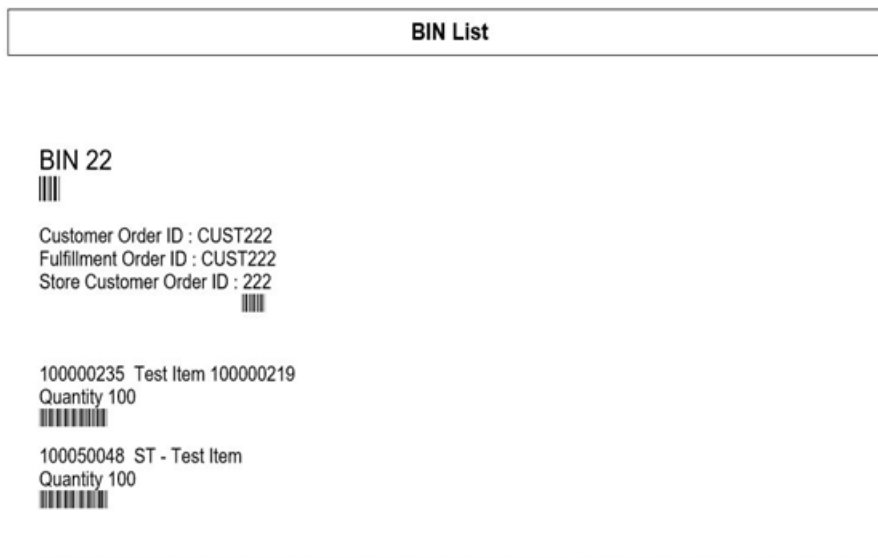 BIN List
BIN 22
Customer Order ID : CUST222
Fulfillment Order ID : CUST222
Store Customer Order ID : 222
100000235 Test Item 100000219
Quantity 100
100050048 ST - Test Item
Quantity 100